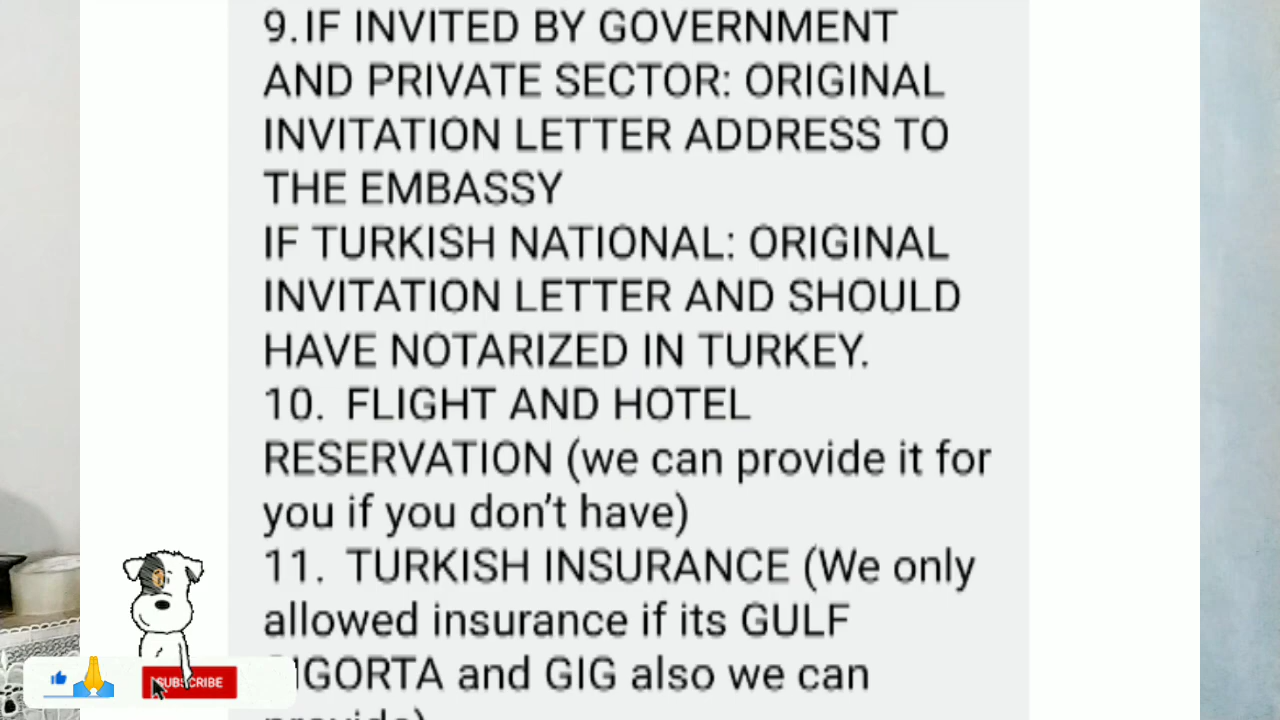 9. IF INVITED BY GOVERNMENT
AND PRIVATE SECTOR: ORIGINAL
INVITATION LETTER ADDRESS TO
THE EMBASSY
IF TURKISH NATIONAL: ORIGINAL
INVITATION LETTER AND SHOULD
HAVE NOTARIZED IN TURKEY.
10. FLIGHT AND HOTEL
RESERVATION (we can provide it for
you if you don't have)
11. TURKISH INSURANCE (We only
allowed insurance if its GULF
IGORTA and GIG also we can
provide)
SUBSCRIBE